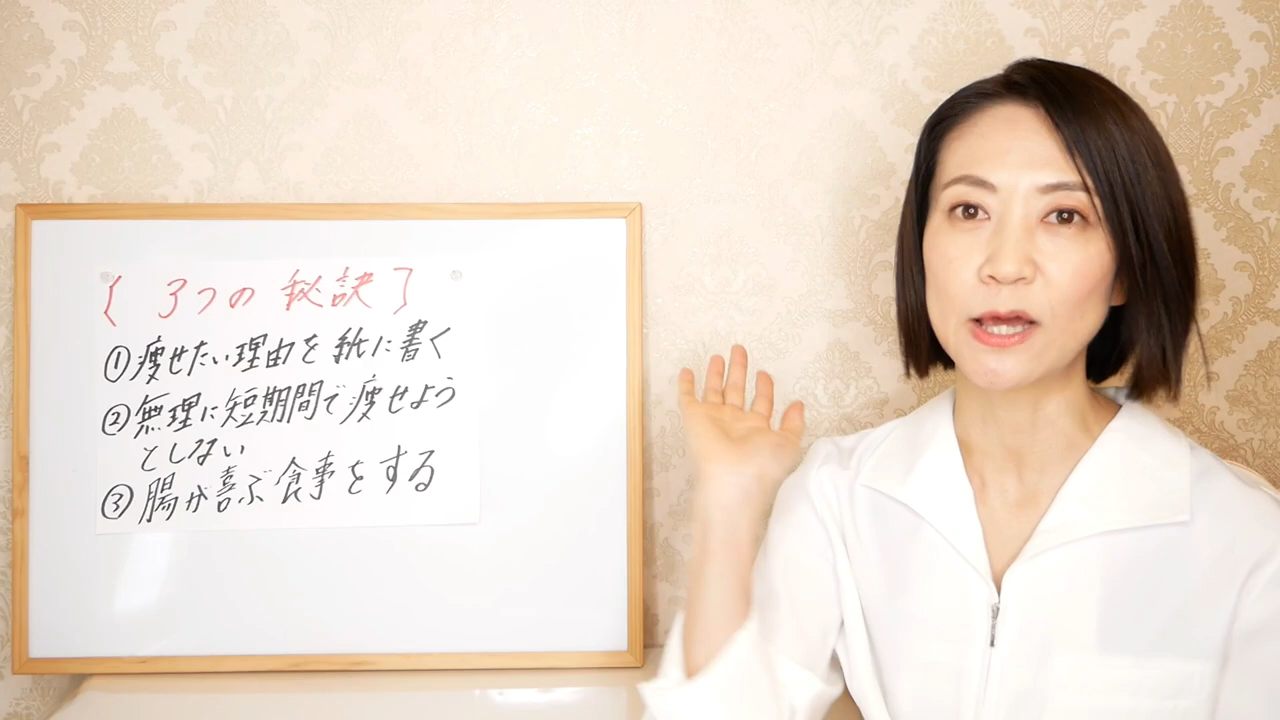 〔 3つの 秘訣 〕
①痩せたい理由を紙に書く
②無理に短期間で痩せよう
としない
③腸が喜ぶ食事をする